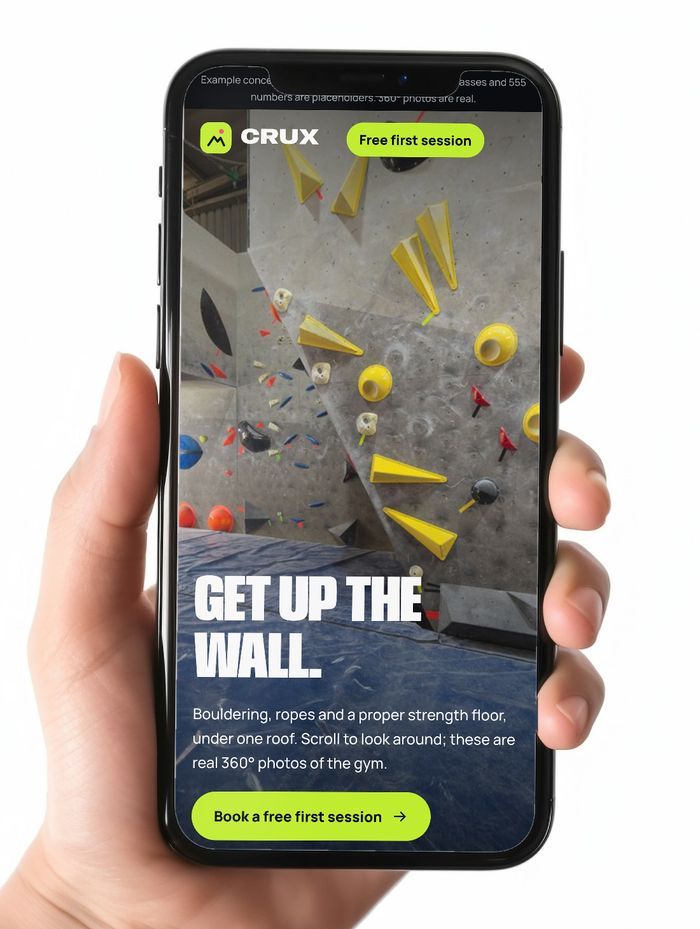 Example conce
asses and 555
numbers are placeholders. 360° photos are real.
CRUX
Free first session
GET UP THE
WALL.
Bouldering, ropes and a proper strength floor,
under one roof. Scroll to look around; these are
real 360° photos of the gym.
Book a free first session →